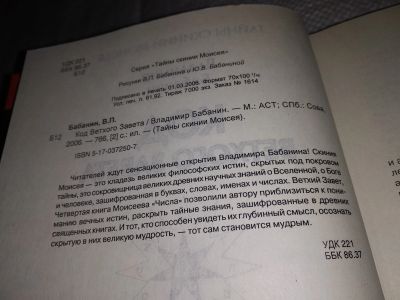 УДК 221
ББК 86.37
Б12
Серия «Тайны скинии Моисея»
Рисунки В.П. Бабанина и Ю.В. Бабаниной
Подписано в печать 01.03.2006. Формат 70х100 1/16.
Усл. печ. л. 61,92. Тираж 7000 экз. Заказ № 1614
Бабанин, В.П.
Б12 Код Ветхого Завета / Владимир Бабанин. – М.: АСТ; СПб.: Сова,
2006. – 766, [2] с.: ил. – (Тайны скинии Моисея).
ISBN 5-17-037250-7
Читателей ждут сенсационные открытия Владимира Бабанина! Скиния
Моисея – это кладезь великих философских истин, скрытых под покровом
тайны, это сокровищница великих древних научных знаний о Вселенной, о Боге
и человеке, зашифрованная в буквах, словах, именах и числах. Ветхий Завет,
Четвертая книга Моисеева «Числа» позволили автору приблизиться к пони-
манию вечных истин, раскрыть тайные знания, зашифрованные в древних
священных книгах. И тот, кто способен увидеть их глубинный смысл, осознать
скрытую в них великую мудрость, – тот сам становится мудрым.
УДК 221
ББК 86.37